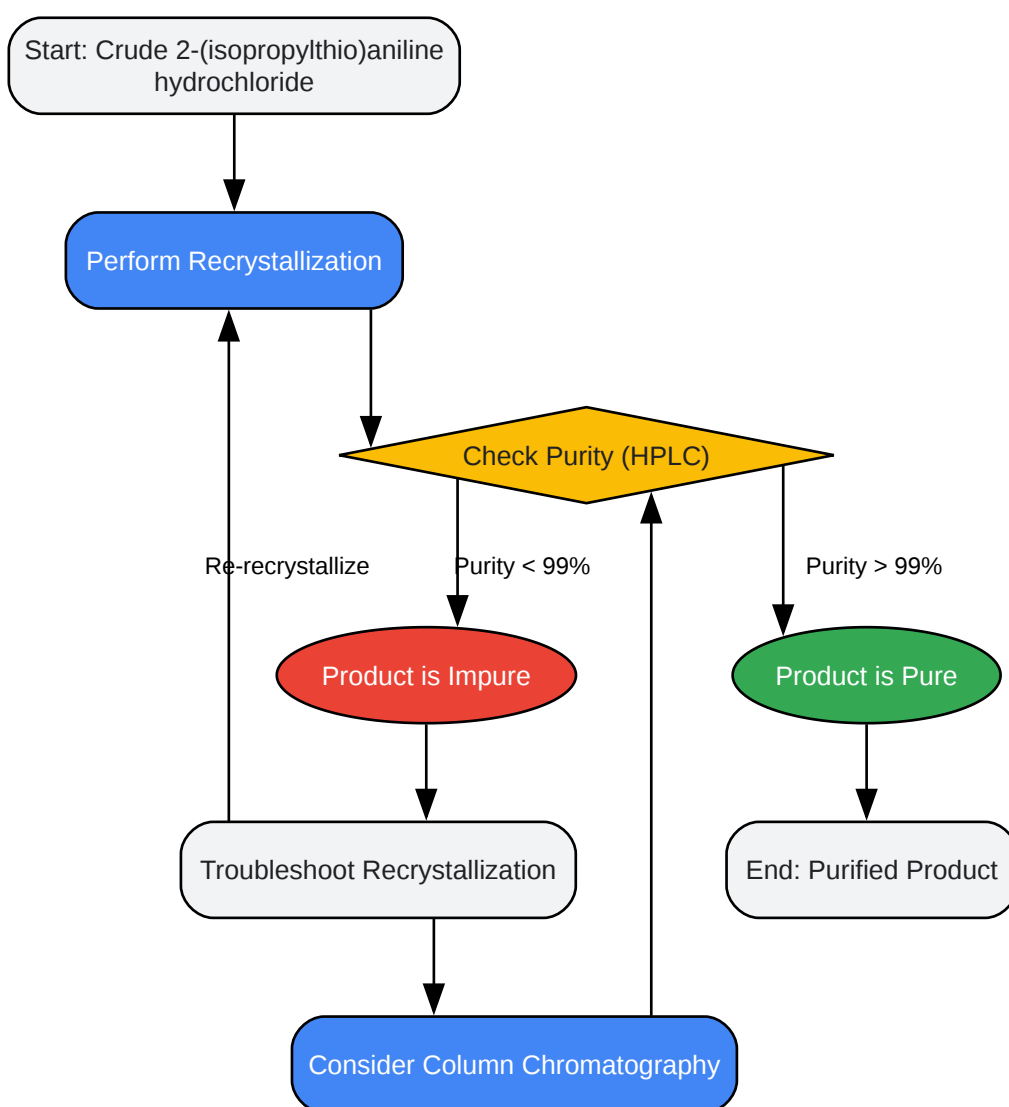 Start: Crude 2-(isopropylthio)aniline
hydrochloride
Perform Recrystallization
Check Purity (HPLC)
Re-recrystallize
Purity < 99%
Purity > 99%
Product is Impure
Product is Pure
Troubleshoot Recrystallization
End: Purified Product
Consider Column Chromatography